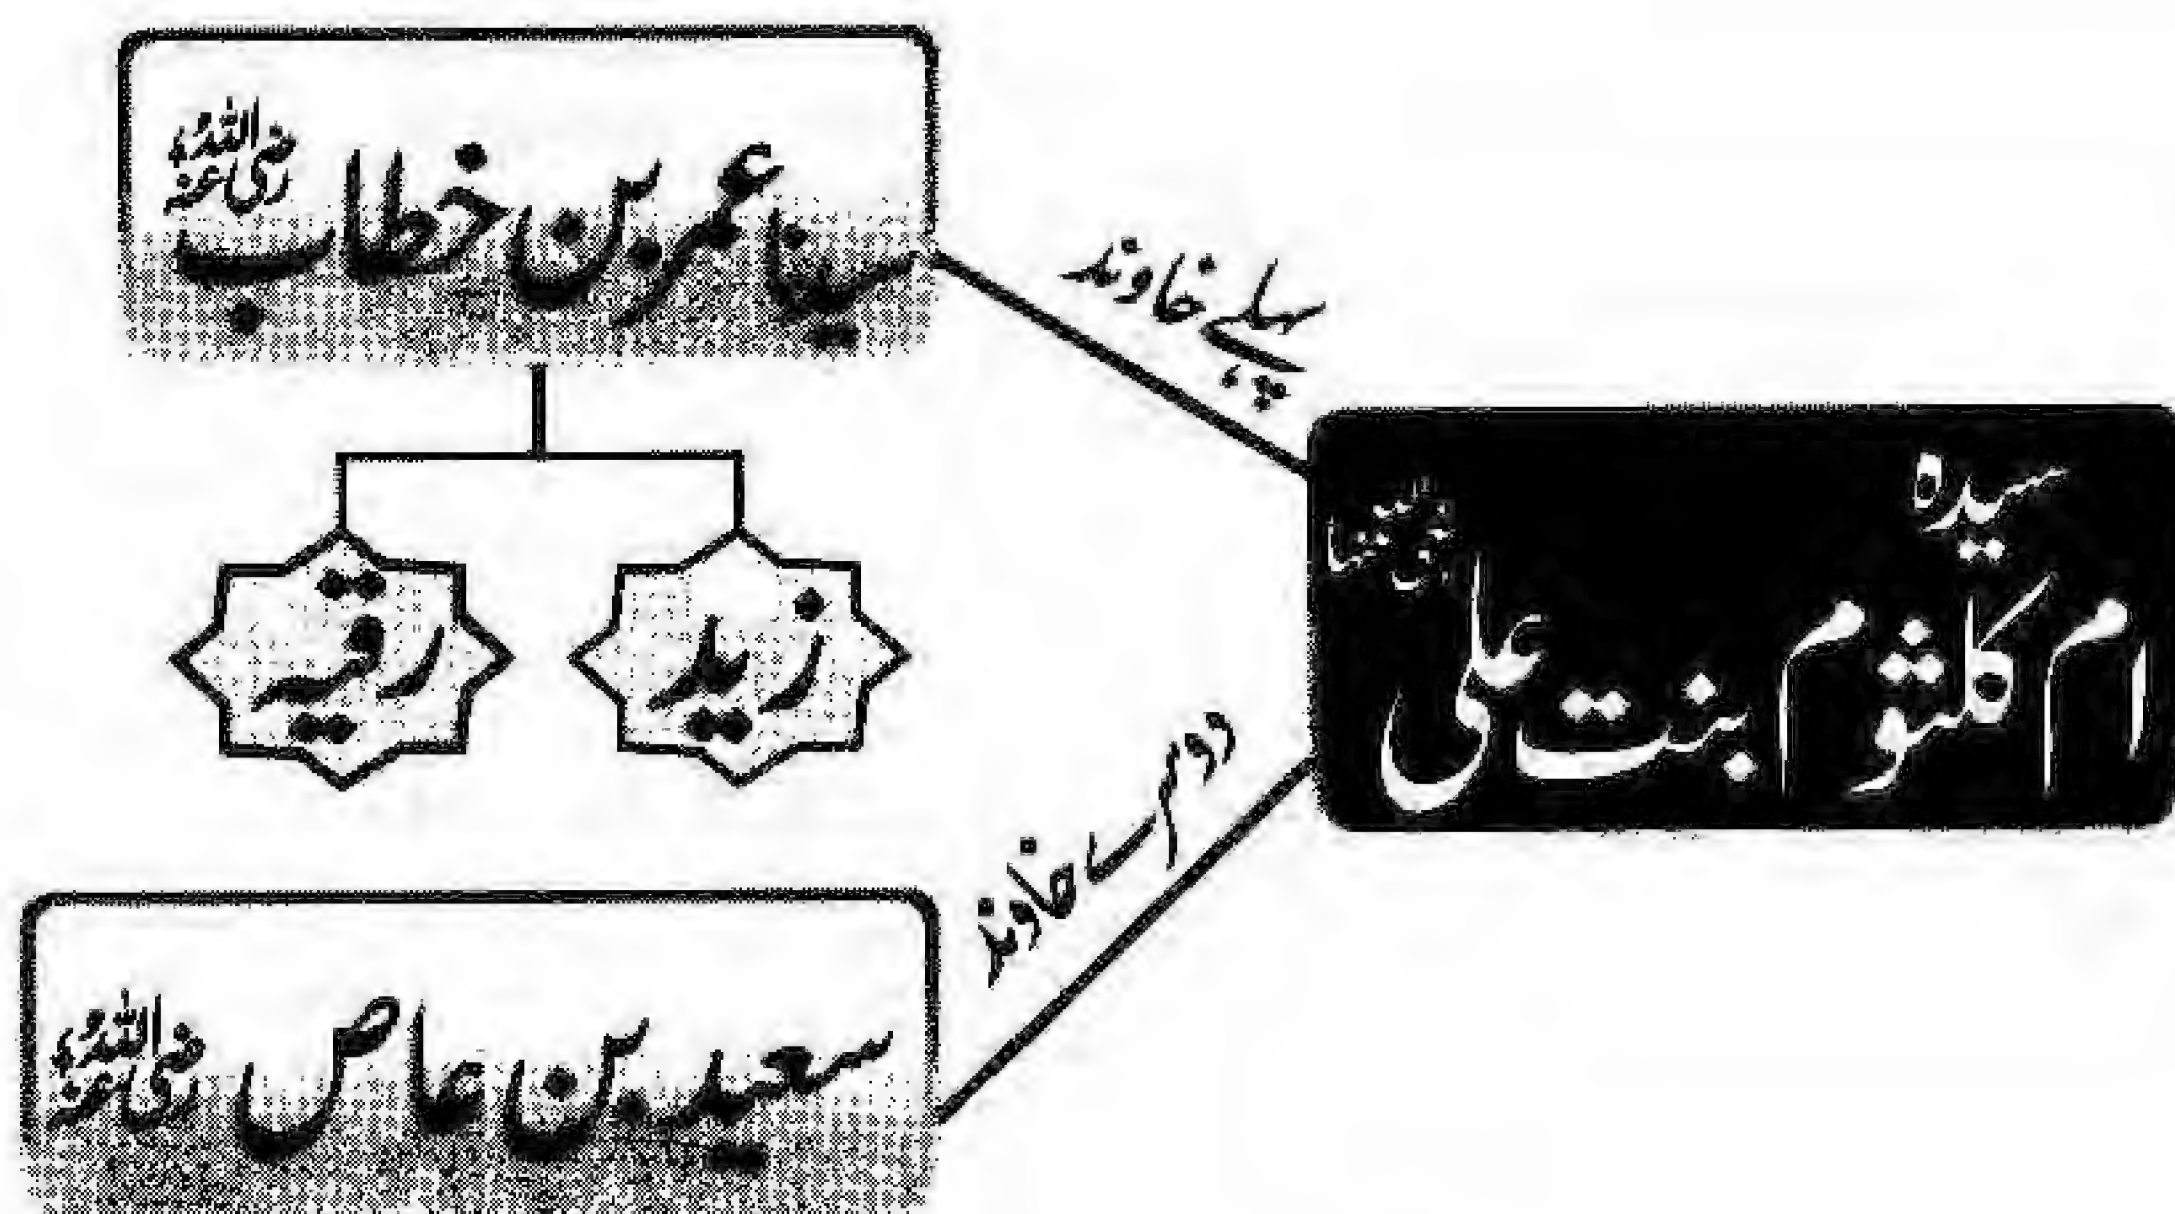 سیدہ
ام کلثوم بنت علی رضی اللہ عنہا
پہلے خاوند
سیدنا عمر بن خطاب رضی اللہ عنہ
زید
رقیہ
دوسرے خاوند
سعید بن عاص رضی اللہ عنہ